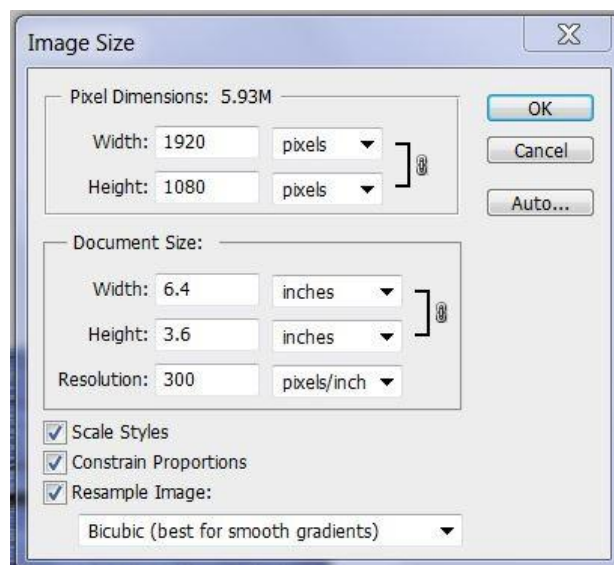 Image Size
Pixel Dimensions: 5.93M
OK
Width: 1920 pixels
Cancel
Height: 1080 pixels
Auto...
Document Size:
Width: 6.4 inches
Height: 3.6 inches
Resolution: 300 pixels/inch
Scale Styles
Constrain Proportions
Resample Image:
Bicubic (best for smooth gradients)